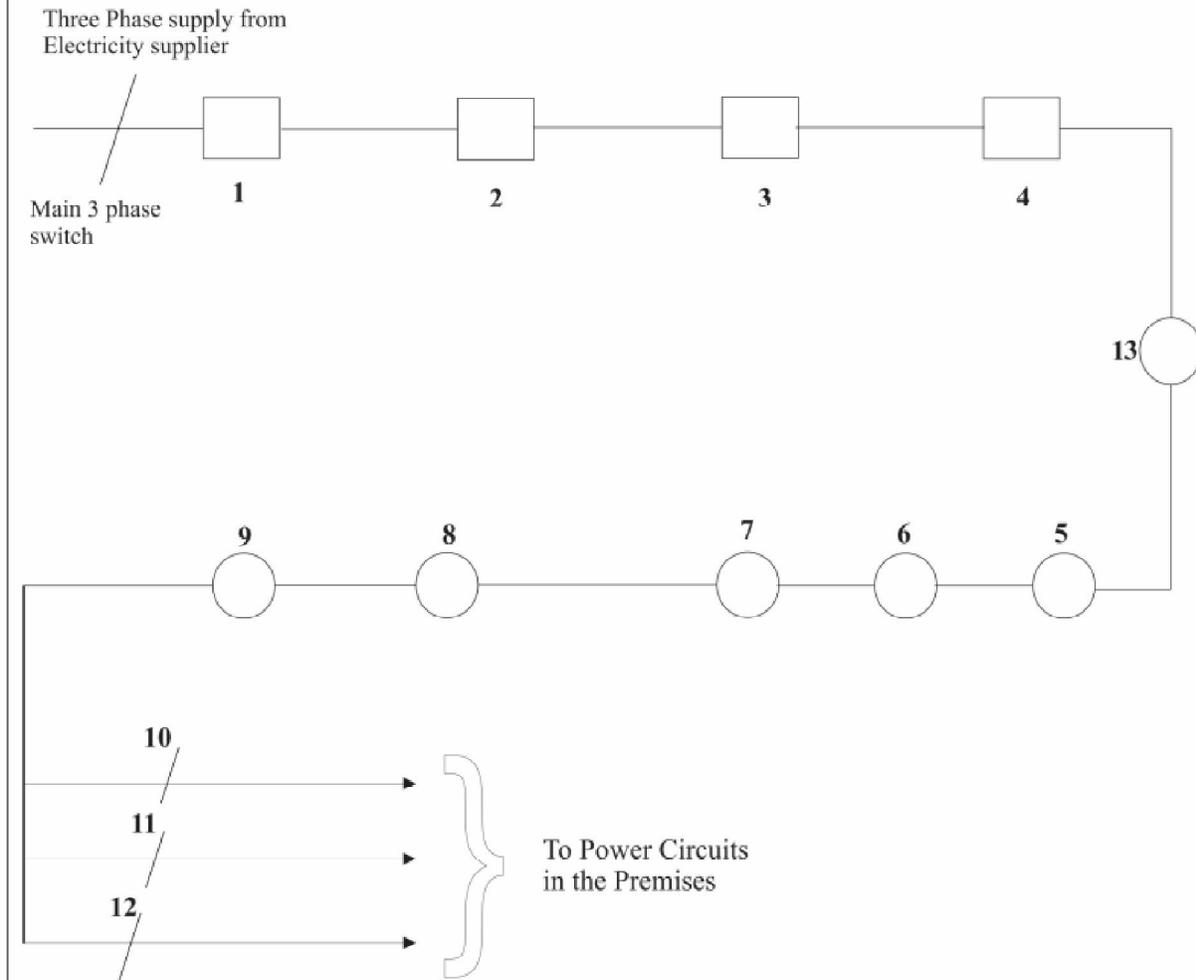 Three Phase supply from
Electricity supplier
Main 3 phase
switch
1
2
3
4
13
9
8
7
6
5
10
11
12
To Power Circuits
in the Premises